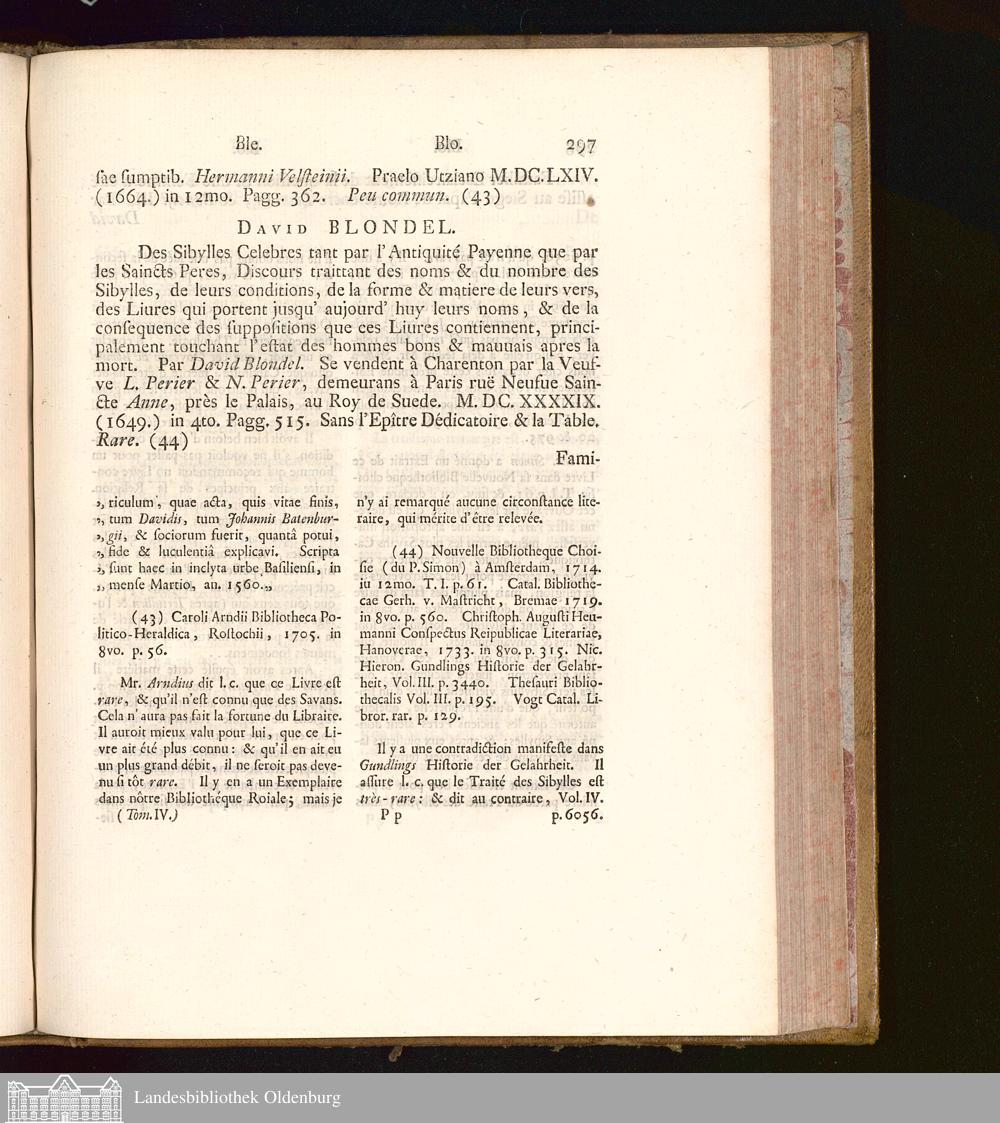 Ble. Blo. 297
sae sumptib. Hermanni Velsteinii. Praelo Utziano M.DC.LXIV.
(1664.) in 12mo. Pagg. 362. Peu commun. (43)
DAVID BLONDEL.
Des Sibylles Celebres tant par l'Antiquité Payenne que par
les Saincts Peres, Discours traittant des noms & du nombre des
Sibylles, de leurs conditions, de la forme & matiere de leurs vers,
des Liures qui portent jusqu' aujourd' huy leurs noms, & de la
consequence des suppositions que ces Liures contiennent, princi-
palement touchant l'estat des hommes bons & mauuais apres la
mort. Par David Blondel. Se vendent à Charenton par la Veuf-
ve L. Perier & N. Perier, demeurans à Paris ruë Neufue Sain-
cte Anne, près le Palais, au Roy de Suede. M. DC. XXXXIX.
(1649.) in 4to. Pagg. 515. Sans l'Epître Dédicatoire & la Table.
Rare. (44)
Fami-
„ riculum, quae acta, quis vitae finis,
„ tum Davidis, tum Johannis Batenbur-
„ gii, & sociorum fuerit, quantâ potui,
„ fide & luculentiâ explicavi. Scripta
„ sunt haec in inclyta urbe Basiliensi, in
„ mense Martio, an. 1560.„
(43) Caroli Arndii Bibliotheca Po-
litico-Heraldica, Rostochii, 1705. in
8vo. p. 56.
Mr. Arndius dit l. c. que ce Livre est
rare, & qu'il n'est connu que des Savans.
Cela n' aura pas fait la fortune du Libraire.
Il auroit mieux valu pour lui, que ce Li-
vre ait été plus connu: & qu'il en ait eu
un plus grand débit, il ne seroit pas deve-
nu si tôt rare. Il y en a un Exemplaire
dans nôtre Bibliothéque Roiale; mais je
(Tom. IV.)
n'y ai remarqué aucune circonstance lite-
raire, qui mérite d'être relevée.
(44) Nouvelle Bibliotheque Choi-
sie (du P. Simon) à Amsterdam, 1714.
iu 12mo. T. I. p. 61. Catal. Bibliothe-
cae Gerh. v. Mastricht, Bremae 1719.
in 8vo. p. 560. Christoph. Augusti Heu-
manni Conspectus Reipublicae Literariae,
Hanoverae, 1733. in 8vo. p. 315. Nic.
Hieron. Gundlings Historie der Gelahr-
heit, Vol. III. p. 3440. Thesauri Biblio-
thecalis Vol. III. p. 195. Vogt Catal. Li-
bror. rar. p. 129.
Il y a une contradiction manifeste dans
Gundlings Historie der Gelahrheit. Il
assure l. c. que le Traité des Sibylles est
très-rare: & dit au contraire, Vol. IV.
P p p. 6056.
Landesbibliothek Oldenburg